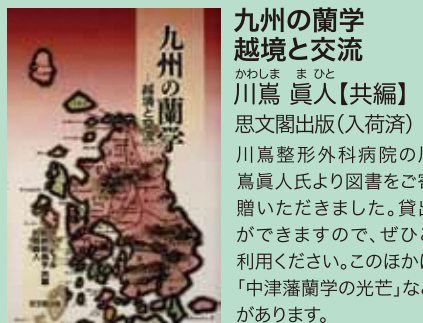 九州の蘭学
越境と交流
九州の蘭学
越境と交流
かわしま ま ひと
川嶌 眞人【共編】
思文閣出版（入荷済）
川嶌整形外科病院の
嶌眞人氏より図書をご
贈いただきました。貸
ができますので、ぜひ
利用ください。このほか
「中津藩蘭学の光芒」な
があります。